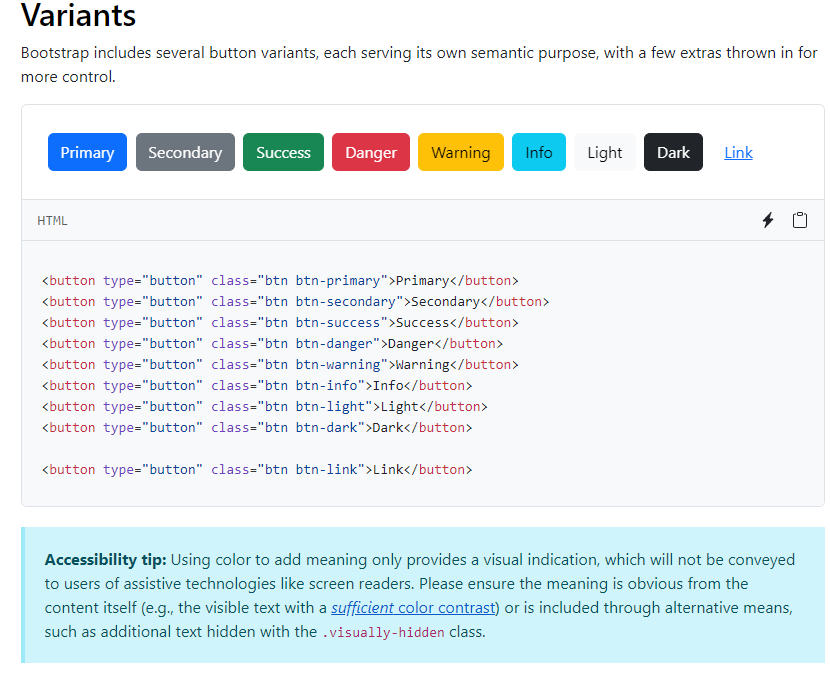 Variants
Bootstrap includes several button variants, each serving its own semantic purpose, with a few extras thrown in for
more control.
Primary Secondary Success Danger Warning Info Light Dark Link
HTML
<button type="button" class="btn btn-primary">Primary</button>
<button type="button" class="btn btn-secondary">Secondary</button>
<button type="button" class="btn btn-success">Success</button>
<button type="button" class="btn btn-danger">Danger</button>
<button type="button" class="btn btn-warning">Warning</button>
<button type="button" class="btn btn-info">Info</button>
<button type="button" class="btn btn-light">Light</button>
<button type="button" class="btn btn-dark">Dark</button>
<button type="button" class="btn btn-link">Link</button>
Accessibility tip: Using color to add meaning only provides a visual indication, which will not be conveyed
to users of assistive technologies like screen readers. Please ensure the meaning is obvious from the
content itself (e.g., the visible text with a sufficient color contrast) or is included through alternative means,
such as additional text hidden with the .visually-hidden class.